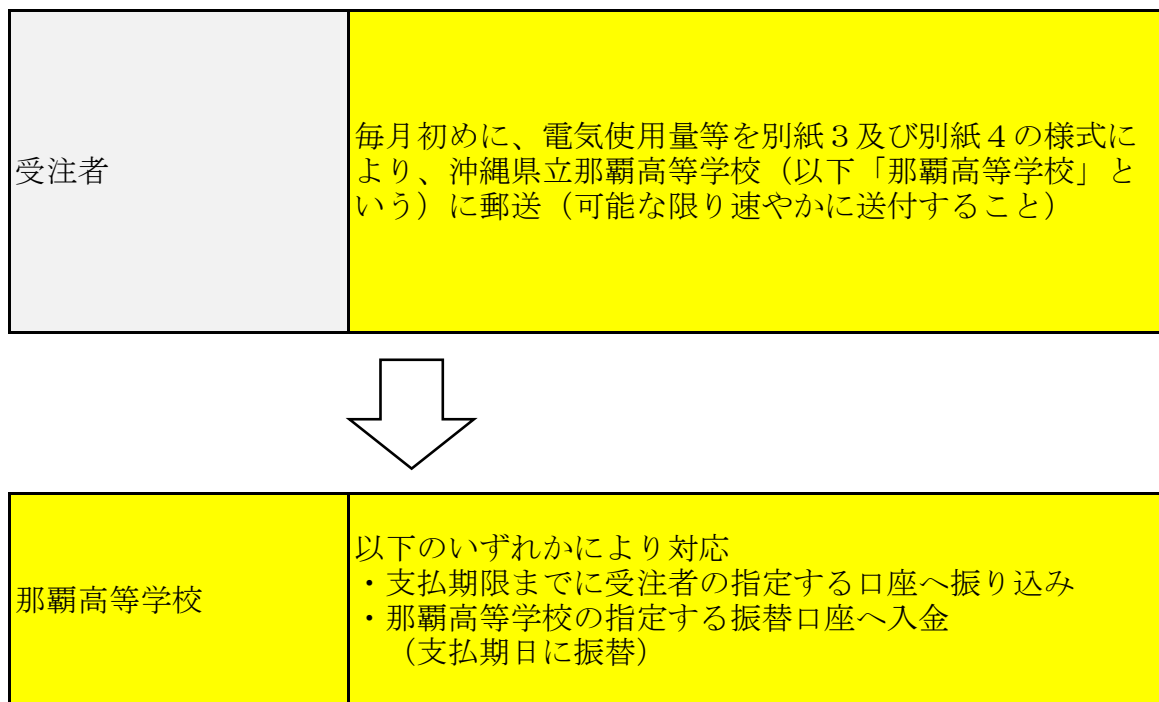 受注者
毎月初めに、電気使用量等を別紙３及び別紙４の様式に
より、沖縄県立那覇高等学校（以下「那覇高等学校」と
いう）に郵送（可能な限り速やかに送付すること）
那覇高等学校
以下のいずれかにより対応
・支払期限までに受注者の指定する口座へ振り込み
・那覇高等学校の指定する振替口座へ入金
（支払期日に振替）